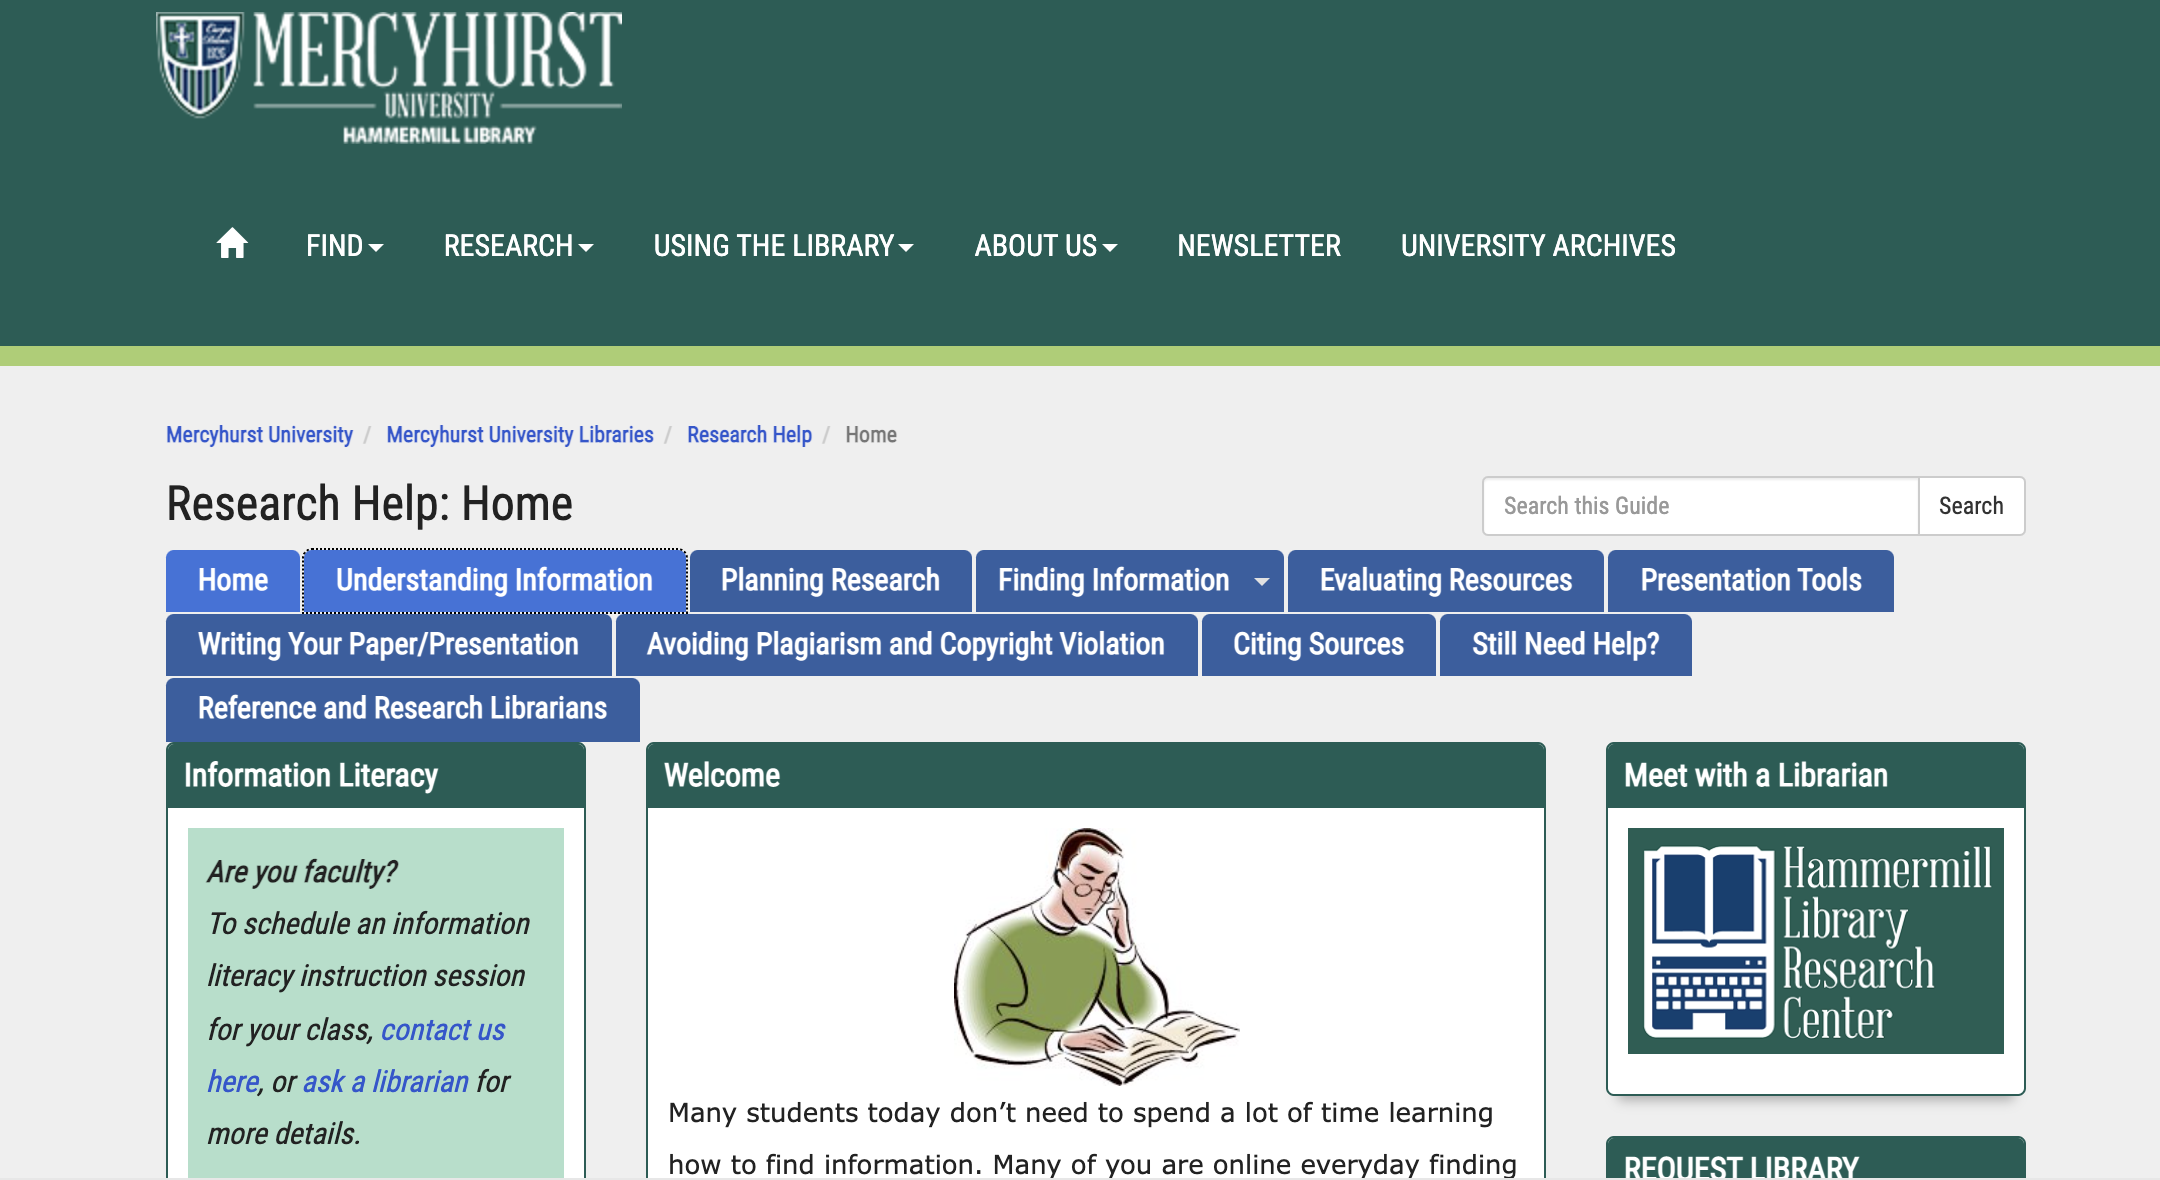 MERCYHURST
UNIVERSITY
HAMMERMILL LIBRARY
FIND
RESEARCH
USING THE LIBRARY
ABOUT US
NEWSLETTER
UNIVERSITY ARCHIVES
Mercyhurst University / Mercyhurst University Libraries / Research Help / Home
Research Help: Home
Search this Guide
Search
Home
Understanding Information
Planning Research
Finding Information
Evaluating Resources
Presentation Tools
Writing Your Paper/Presentation
Avoiding Plagiarism and Copyright Violation
Citing Sources
Still Need Help?
Reference and Research Librarians
Information Literacy
Are you faculty?
To schedule an information
literacy instruction session
for your class, contact us
here, or ask a librarian for
more details.
Welcome
Many students today don’t need to spend a lot of time learning
how to find information. Many of you are online everyday finding
Meet with a Librarian
Hammermill
Library
Research
Center
REQUEST LIBRARY